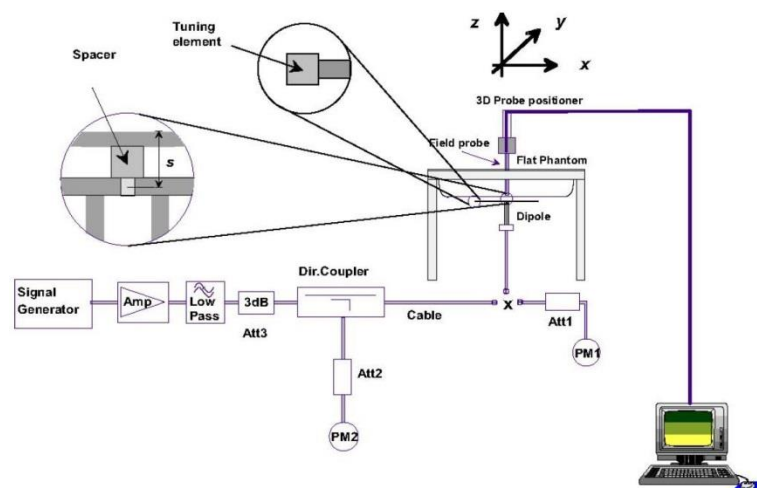 Tuning
element
Spacer
s
z
y
x
3D Probe positioner
Field probe
Flat Phantom
Dipole
Signal
Generator
Amp
Low
Pass
3dB
Att3
Dir.Coupler
Cable
x
Att1
PM1
Att2
PM2